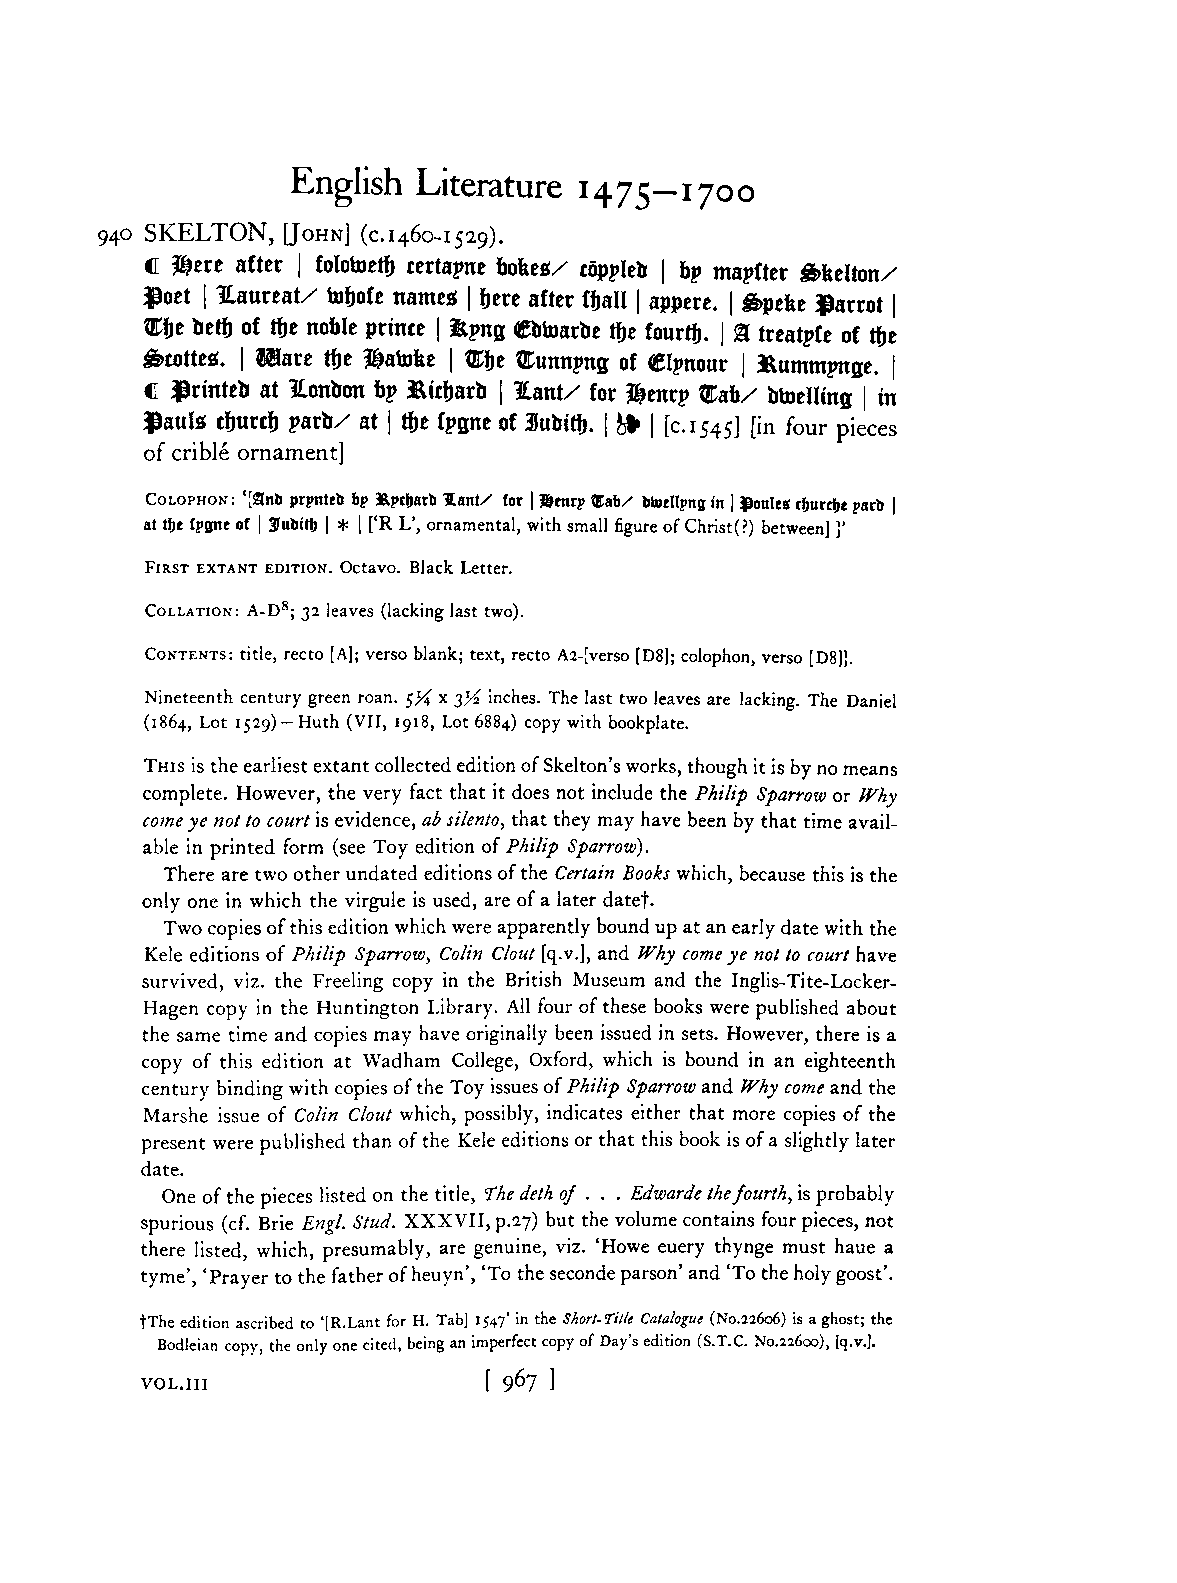 English Literature 1475–1700
940 SKELTON, [JOHN] (c.1460-1529).
¶ Here after | foloweth certayne bokes/ cōppled | by mayſter Skelton/
Poet | Laureat/ whoſe names | here after ſhall | appere. | Speke Parrot |
The deth of the noble prince | Kyng Edwarde the fourth. | A treatyſe of the
Scottes. | Ware the Hawke | The Tunnyng of Elynour | Rummynge. |
¶ Printed at London by Richard | Lant/ for Henry Tab/ dwelling | in
Pauls church yard/ at | the ſygne of Judith. | ❧ | [c.1545] [in four pieces
of criblé ornament]
COLOPHON: '[And prynted by Rychard Lant/ for | Henry Tab/ dwellyng in | Poules churche yard |
at the ſygne of | Judith | * | ['R L', ornamental, with small figure of Christ(?) between] ]'
FIRST EXTANT EDITION. Octavo. Black Letter.
COLLATION: A-D⁸; 32 leaves (lacking last two).
CONTENTS: title, recto [A]; verso blank; text, recto A2-[verso [D8]; colophon, verso [D8]].
Nineteenth century green roan. 5¼ x 3½ inches. The last two leaves are lacking. The Daniel
(1864, Lot 1529)—Huth (VII, 1918, Lot 6884) copy with bookplate.
THIS is the earliest extant collected edition of Skelton's works, though it is by no means
complete. However, the very fact that it does not include the Philip Sparrow or Why
come ye not to court is evidence, ab silento, that they may have been by that time avail-
able in printed form (see Toy edition of Philip Sparrow).
There are two other undated editions of the Certain Books which, because this is the
only one in which the virgule is used, are of a later date†.
Two copies of this edition which were apparently bound up at an early date with the
Kele editions of Philip Sparrow, Colin Clout [q.v.], and Why come ye not to court have
survived, viz. the Freeling copy in the British Museum and the Inglis-Tite-Locker-
Hagen copy in the Huntington Library. All four of these books were published about
the same time and copies may have originally been issued in sets. However, there is a
copy of this edition at Wadham College, Oxford, which is bound in an eighteenth
century binding with copies of the Toy issues of Philip Sparrow and Why come and the
Marshe issue of Colin Clout which, possibly, indicates either that more copies of the
present were published than of the Kele editions or that this book is of a slightly later
date.
One of the pieces listed on the title, The deth of . . . Edwarde the fourth, is probably
spurious (cf. Brie Engl. Stud. XXXVII, p.27) but the volume contains four pieces, not
there listed, which, presumably, are genuine, viz. 'Howe euery thynge must haue a
tyme', 'Prayer to the father of heuyn', 'To the seconde parson' and 'To the holy goost'.
†The edition ascribed to '[R.Lant for H. Tab] 1547' in the Short-Title Catalogue (No.22606) is a ghost; the
Bodleian copy, the only one cited, being an imperfect copy of Day's edition (S.T.C. No.22600), [q.v.].
VOL.III [ 967 ]